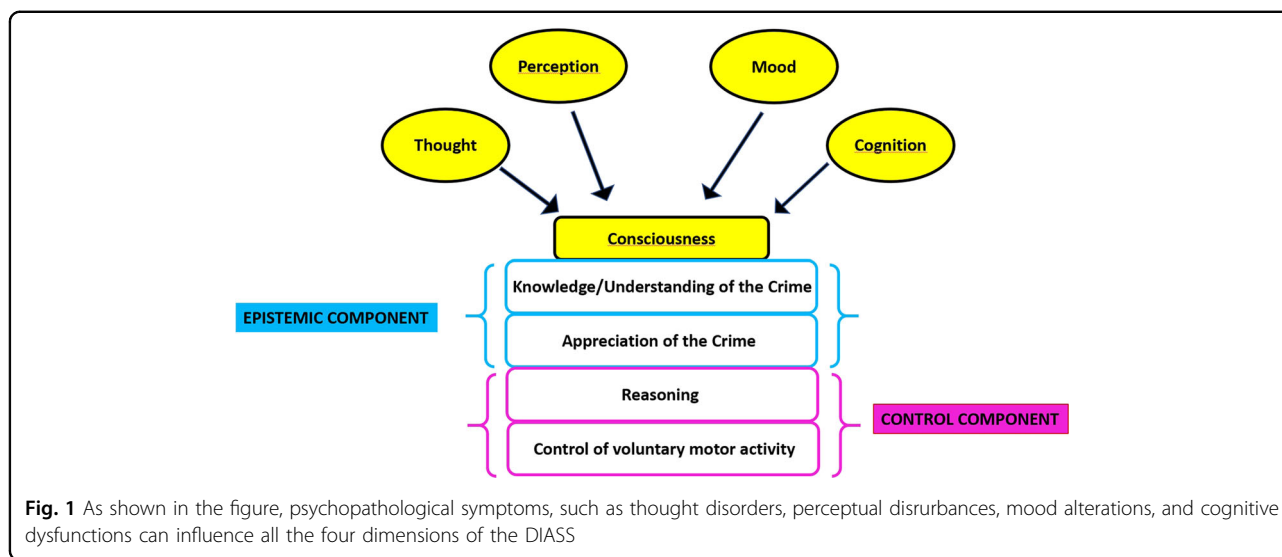 Perception
Mood
Thought
Cognition
Consciousness
Knowledge/Understanding of the Crime
EPISTEMIC COMPONENT
Appreciation of the Crime
Reasoning
CONTROL COMPONENT
Control of voluntary motor activity
Fig. 1 As shown in the figure, psychopathological symptoms, such as thought disorders, perceptual disrurbances, mood alterations, and cognitive
dysfunctions can influence all the four dimensions of the DIASS